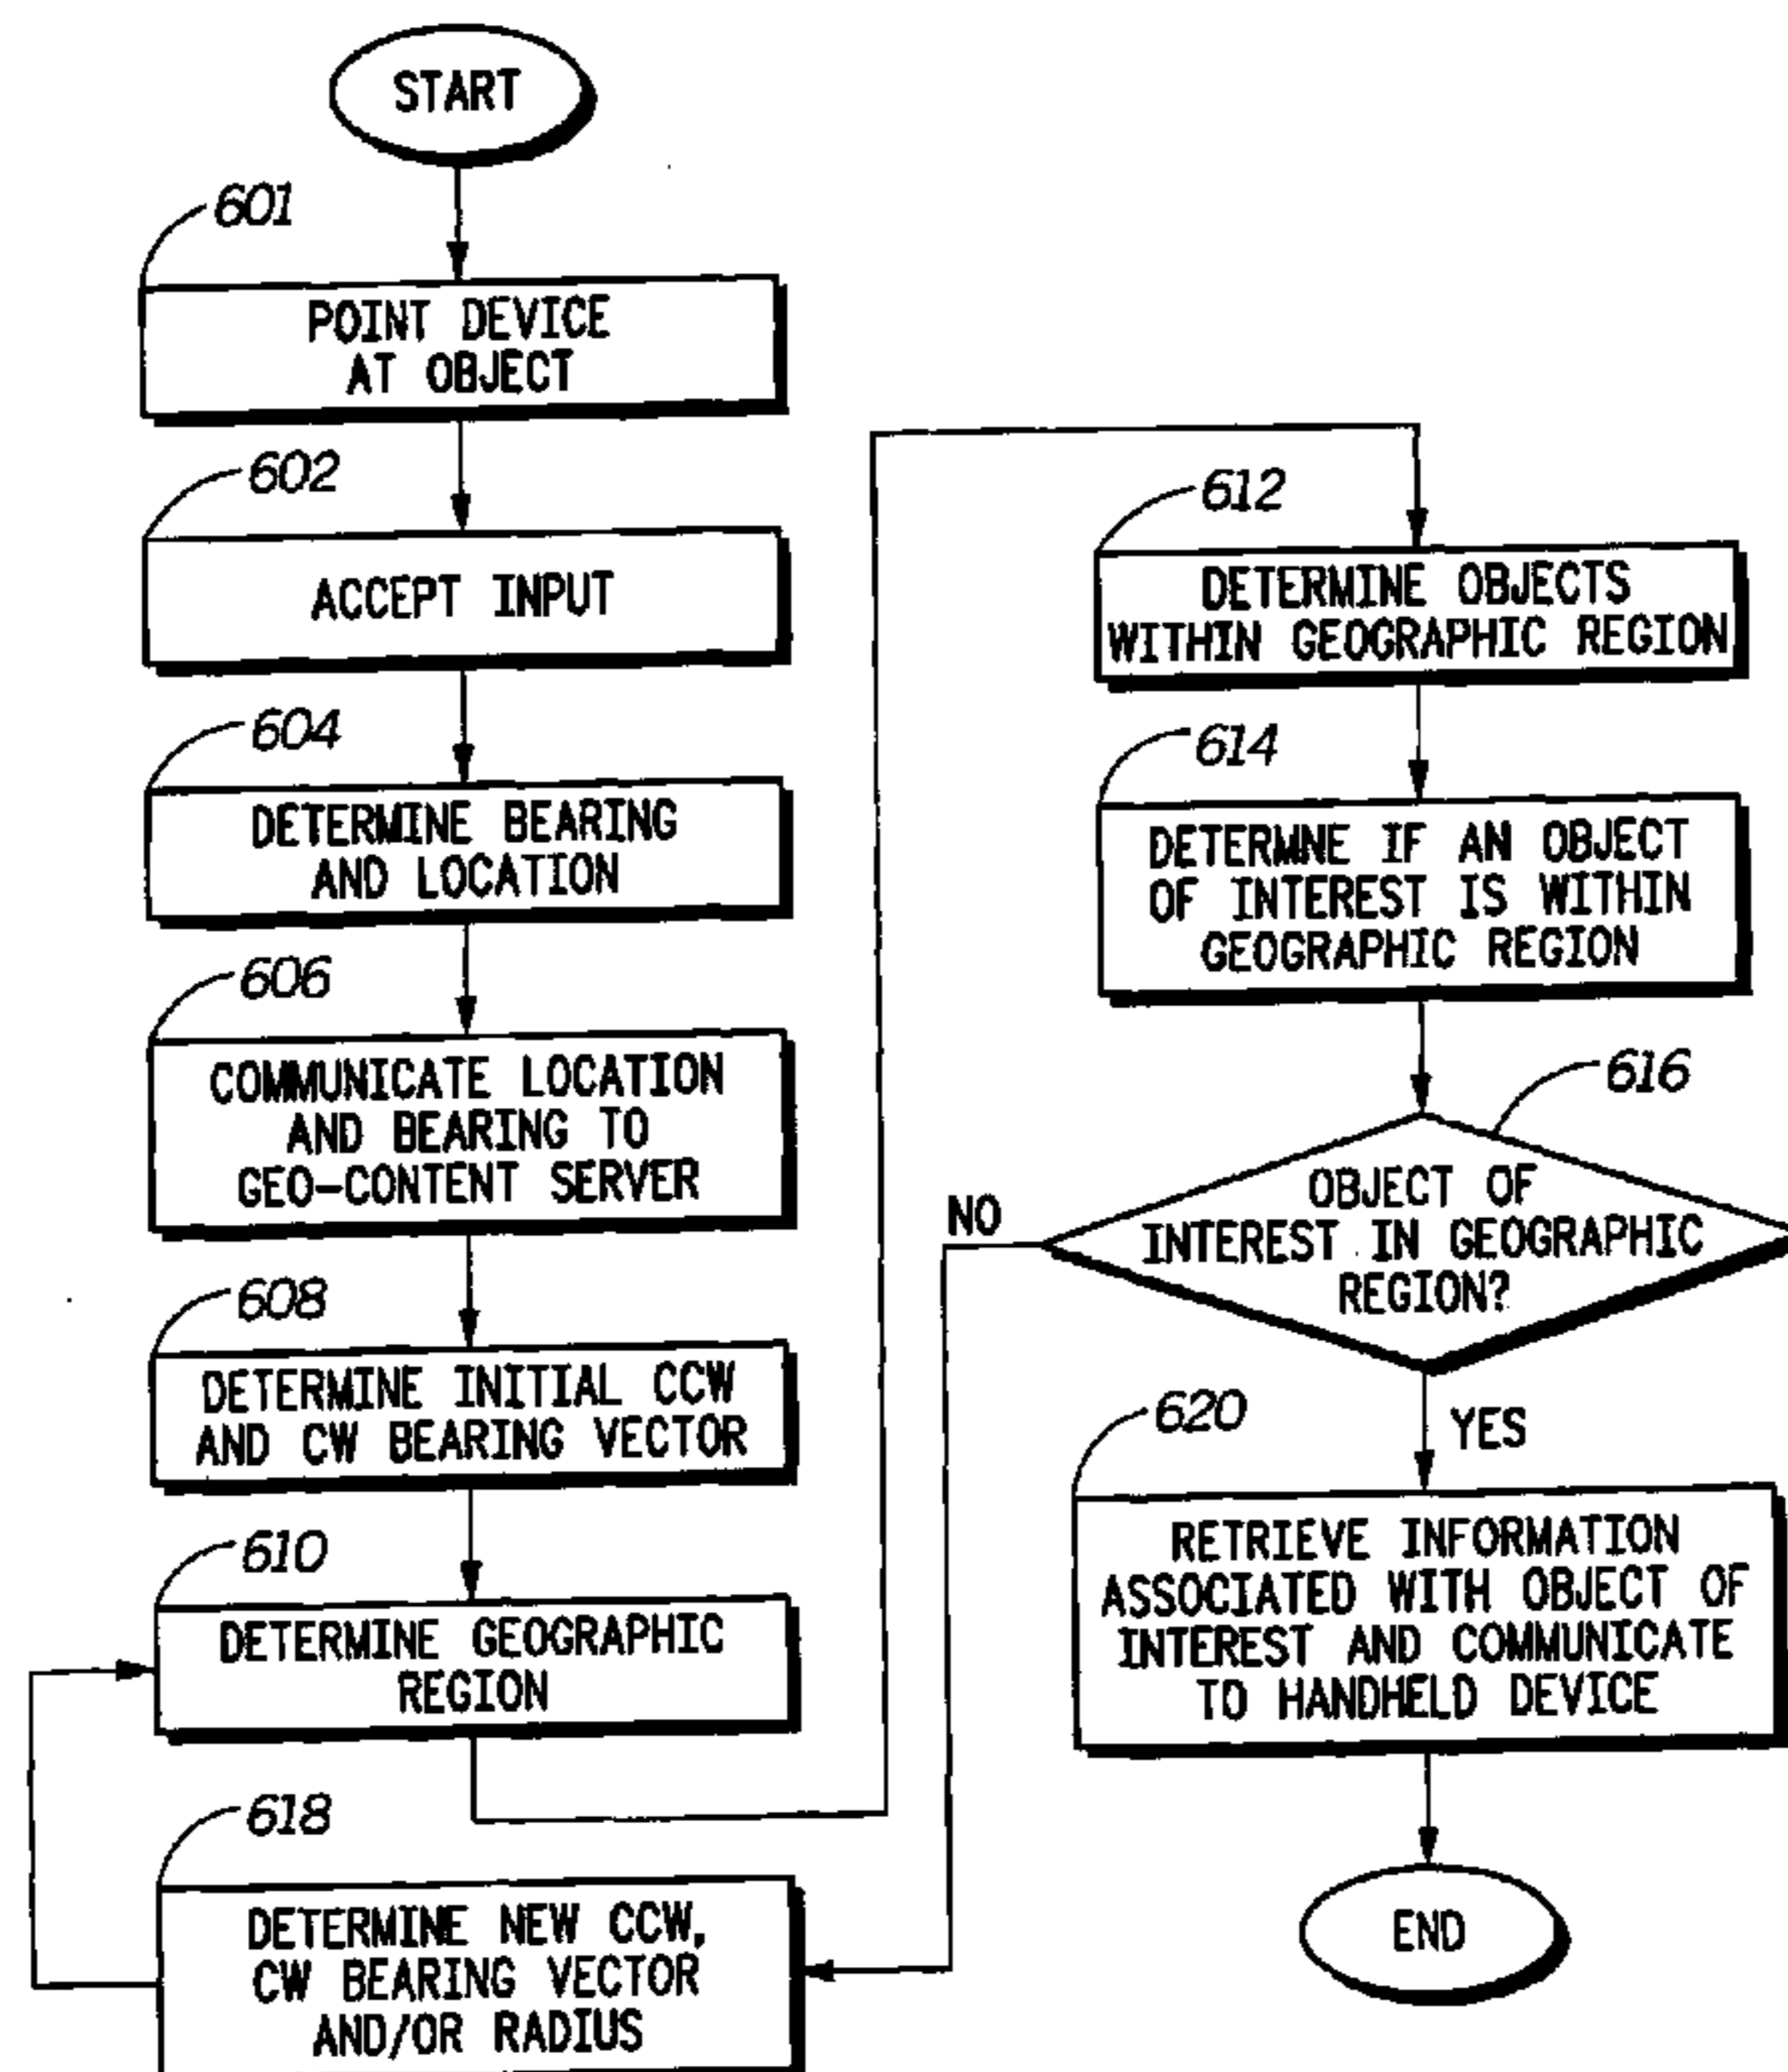 START
601
POINT DEVICE
AT OBJECT
602
ACCEPT INPUT
604
DETERMINE BEARING
AND LOCATION
606
COMMUNICATE LOCATION
AND BEARING TO
GEO-CONTENT SERVER
608
DETERMINE INITIAL CCW
AND CW BEARING VECTOR
610
DETERMINE GEOGRAPHIC
REGION
618
DETERMINE NEW CCW,
CW BEARING VECTOR
AND/OR RADIUS
612
DETERMINE OBJECTS
WITHIN GEOGRAPHIC REGION
614
DETERMNE IF AN OBJECT
OF INTEREST IS WITHIN
GEOGRAPHIC REGION
616
OBJECT OF
INTEREST IN GEOGRAPHIC
REGION?
NO
YES
620
RETRIEVE INFORMATION
ASSOCIATED WITH OBJECT OF
INTEREST AND COMMUNICATE
TO HANDHELD DEVICE
END